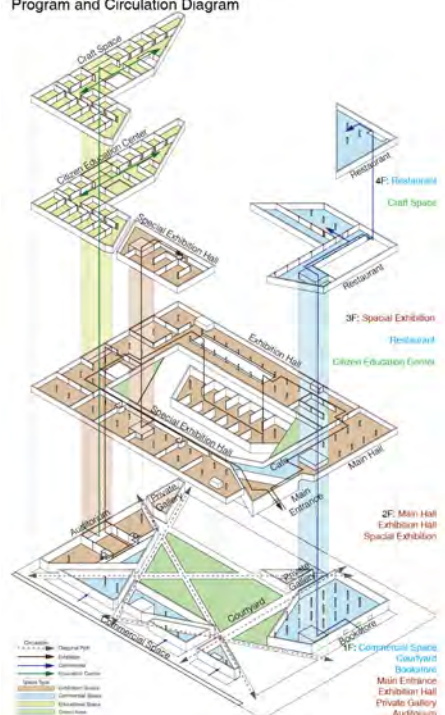 Program and Circulation Diagram
Craft Space
Citizen Education Center
Special Exhibition Hall
Restaurant
4F: Restaurant
Craft Space
Restaurant
3F: Spacial Exhibition
Restaurant
Citizen Education Center
Exhibition Hall
Special Exhibition Hall
Cafe
Main Hall
Main
Entrance
2F: Main Hall
Exhibition Hall
Spacial Exhibition
Private
Gallery
Auditorium
Private
Gallery
Courtyard
Commercial Space
Bookstore
1F: Commercial Space
Courtyard
Bookstore
Main Entrance
Exhibition Hall
Private Gallery
Auditorium
Circulation
Diagonal Path
Exhibition
Commercial
Education Center
Space Type
Exhibition Space
Commercial Space
Educational Space
Green Area